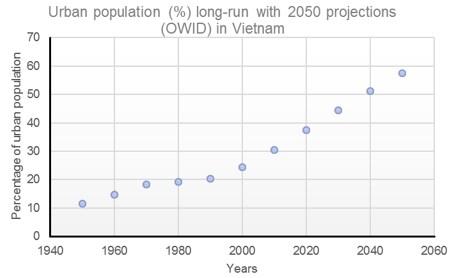 Urban population (%) long-run with 2050 projections
(OWID) in Vietnam
Percentage of urban population
70
60
50
40
30
20
10
0
1940 1960 1980 2000 2020 2040 2060
Years